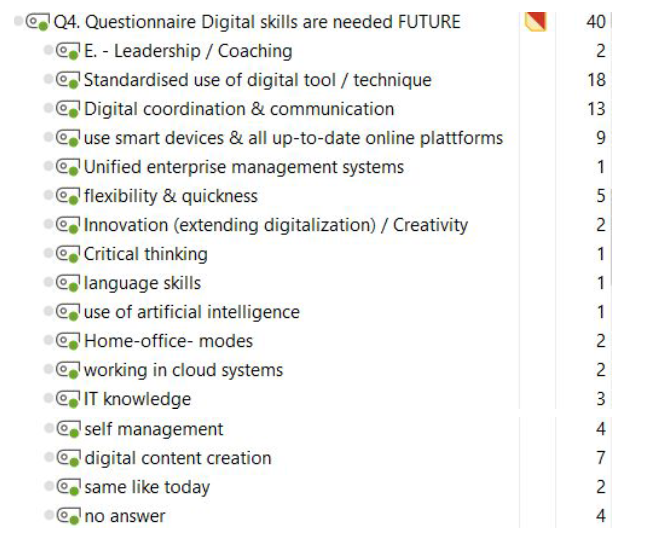 Q4. Questionnaire Digital skills are needed FUTURE 40
E. - Leadership / Coaching 2
Standardised use of digital tool / technique 18
Digital coordination & communication 13
use smart devices & all up-to-date online plattforms 9
Unified enterprise management systems 1
flexibility & quickness 5
Innovation (extending digitalization) / Creativity 2
Critical thinking 1
language skills 1
use of artificial intelligence 1
Home-office- modes 2
working in cloud systems 2
IT knowledge 3
self management 4
digital content creation 7
same like today 2
no answer 4